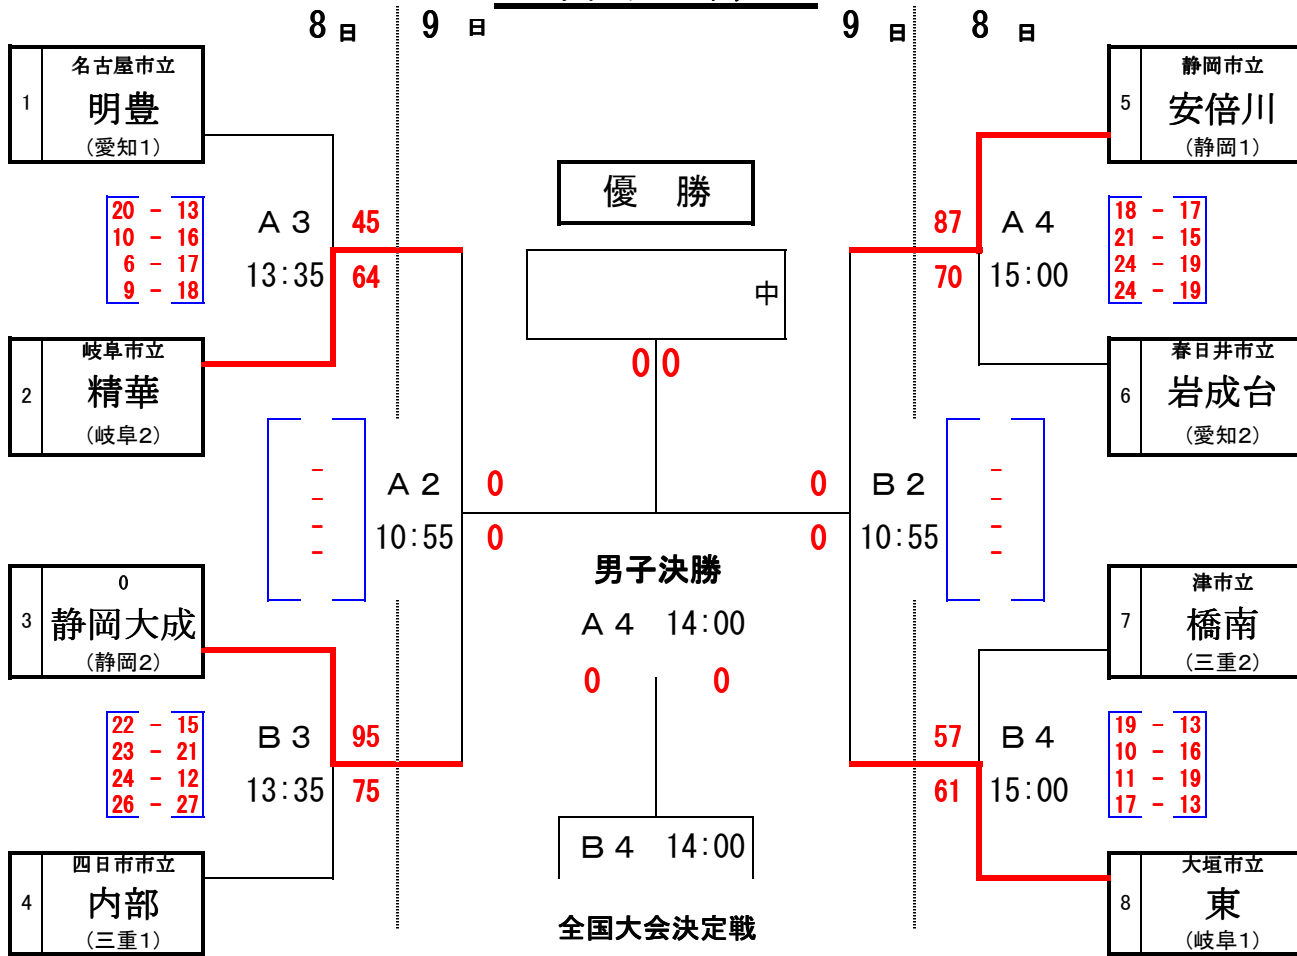 8 日 9 日
9 日 8 日
1
名古屋市立
明豊
(愛知1)
20 - 13
10 - 16
6 - 17
9 - 18
A 3
13:35
45
64
2
岐阜市立
精華
(岐阜2)
-
-
-
-
A 2
10:55
0
0
3
0
静岡大成
(静岡2)
22 - 15
23 - 21
24 - 12
26 - 27
B 3
13:35
95
75
4
四日市市立
内部
(三重1)
優 勝
中
0 0
男子決勝
A 4 14:00
0 0
B 4 14:00
全国大会決定戦
5
静岡市立
安倍川
(静岡1)
87
70
A 4
15:00
18 - 17
21 - 15
24 - 19
24 - 19
6
春日井市立
岩成台
(愛知2)
0
0
B 2
10:55
-
-
-
-
7
津市立
橋南
(三重2)
57
61
B 4
15:00
19 - 13
10 - 16
11 - 19
17 - 13
8
大垣市立
東
(岐阜1)